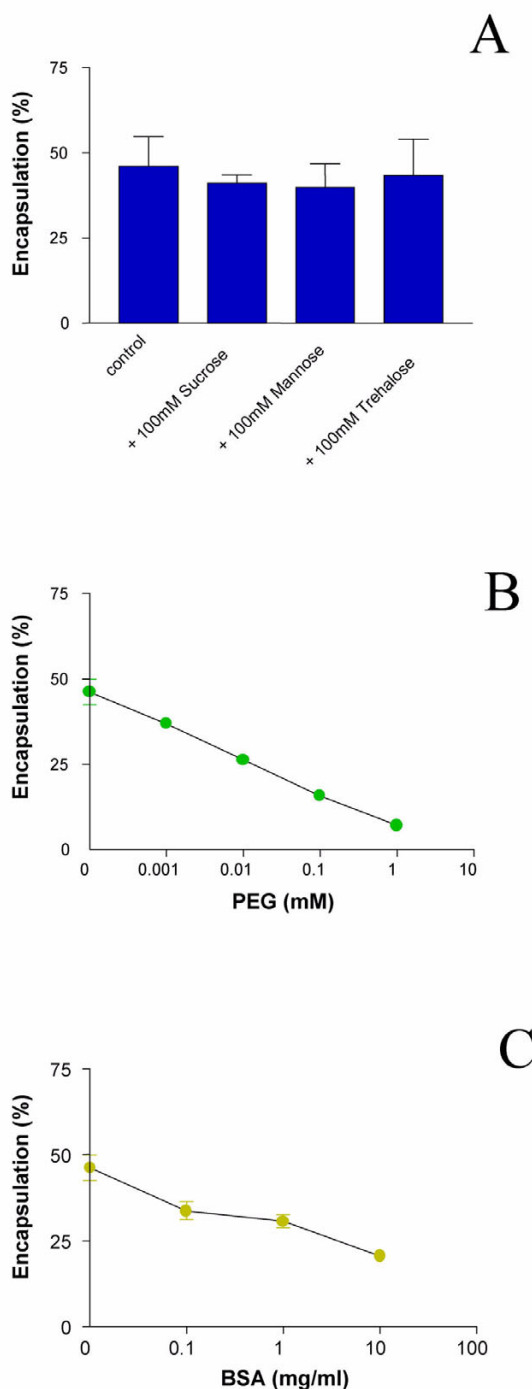 A
75
50
25
0
Encapsulation (%)
control
+ 100mM Sucrose
+ 100mM Mannose
+ 100mM Trehalose
B
75
50
25
0
Encapsulation (%)
0 0.001 0.01 0.1 1 10
PEG (mM)
C
75
50
25
0
Encapsulation (%)
0 0.1 1 10 100
BSA (mg/ml)